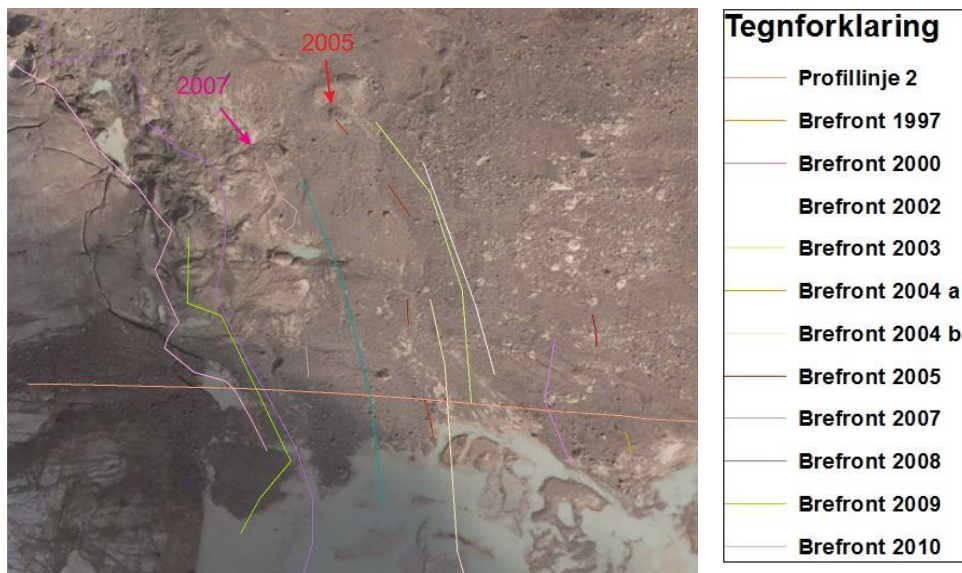 2005
2007
Tegnforklaring
Profillinje 2
Brefront 1997
Brefront 2000
Brefront 2002
Brefront 2003
Brefront 2004 a
Brefront 2004 b
Brefront 2005
Brefront 2007
Brefront 2008
Brefront 2009
Brefront 2010